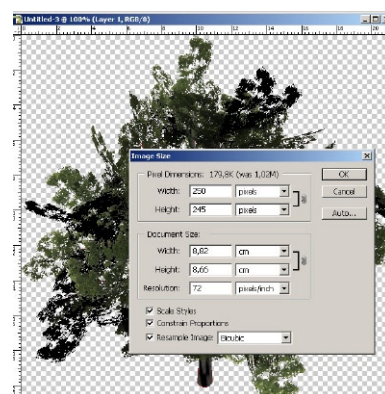 Untitled-3 @ 100% (Layer 1, RGB/8)
Image Size
Pixel Dimensions: 179,8K (was 1,02M)
Width: 250 pixels
Height: 245 pixels
Document Size:
Width: 8,82 cm
Height: 8,66 cm
Resolution: 72 pixels/inch
Scale Styles
Constrain Proportions
Resample Image: Bicubic
OK
Cancel
Auto...